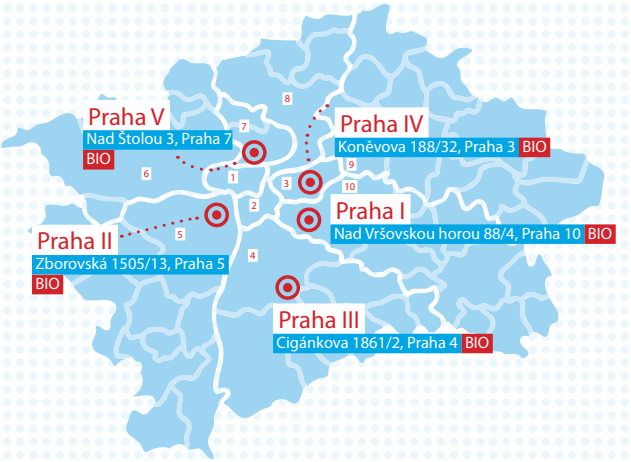 8
Praha V
Nad Štolou 3, Praha 7
BIO
7
Praha IV
Koněvova 188/32, Praha 3 BIO
6
1
3
9
10
2
Praha I
Nad Vršovskou horou 88/4, Praha 10 BIO
Praha II
Zborovská 1505/13, Praha 5
BIO
5
4
Praha III
Cigánkova 1861/2, Praha 4 BIO